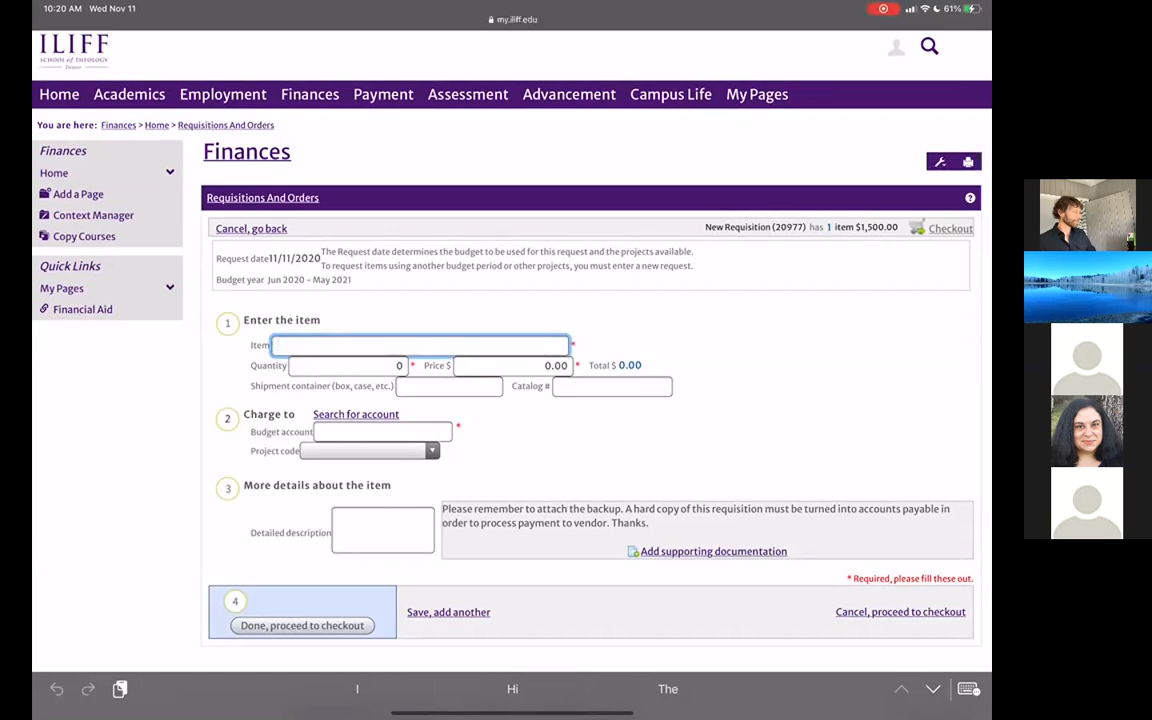 10:20 AM Wed Nov 11
61%
my.iliff.edu
ILIFF
SCHOOL of THEOLOGY
Denver
Home Academics Employment Finances Payment Assessment Advancement Campus Life My Pages
You are here: Finances > Home > Requisitions And Orders
Finances
Home
Add a Page
Context Manager
Copy Courses
Quick Links
My Pages
Financial Aid
Finances
Requisitions And Orders
Cancel, go back
New Requisition (20977) has 1 item $1,500.00 Checkout
Request date 11/11/2020 The Request date determines the budget to be used for this request and the projects available.
To request items using another budget period or other projects, you must enter a new request.
Budget year Jun 2020 - May 2021
1 Enter the item
Item *
Quantity 0 * Price $ 0.00 * Total $ 0.00
Shipment container (box, case, etc.) Catalog #
2 Charge to Search for account
Budget account *
Project code
3 More details about the item
Detailed description
Please remember to attach the backup. A hard copy of this requisition must be turned into accounts payable in
order to process payment to vendor. Thanks.
Add supporting documentation
* Required, please fill these out.
4
Done, proceed to checkout
Save, add another
Cancel, proceed to checkout
I Hi The